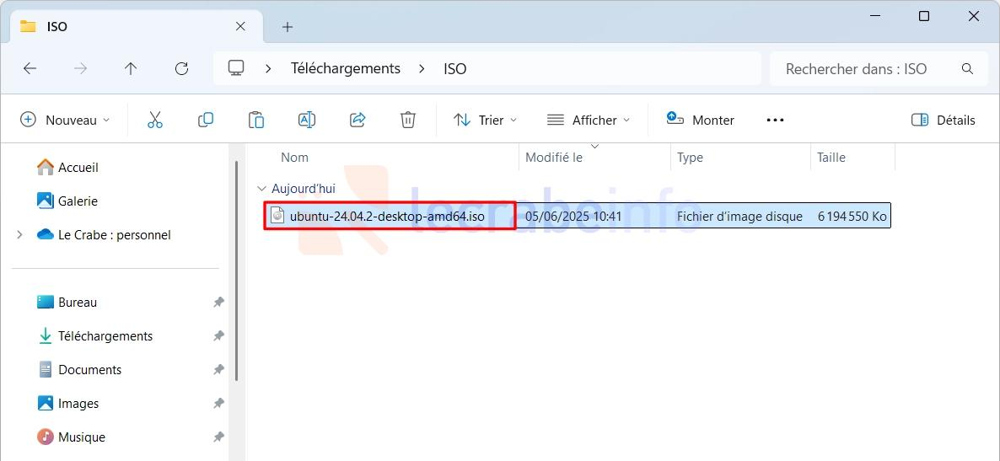 ISO
Téléchargements ISO
Rechercher dans : ISO
Nouveau Trier Afficher Monter Détails
Nom Modifié le Type Taille
Accueil
Aujourd'hui
Galerie
lecrabeinfo
ubuntu-24.04.2-desktop-amd64.iso 05/06/2025 10:41 Fichier d'image disque 6 194 550 Ko
Le Crabe : personnel
Bureau
Téléchargements
Documents
Images
Musique